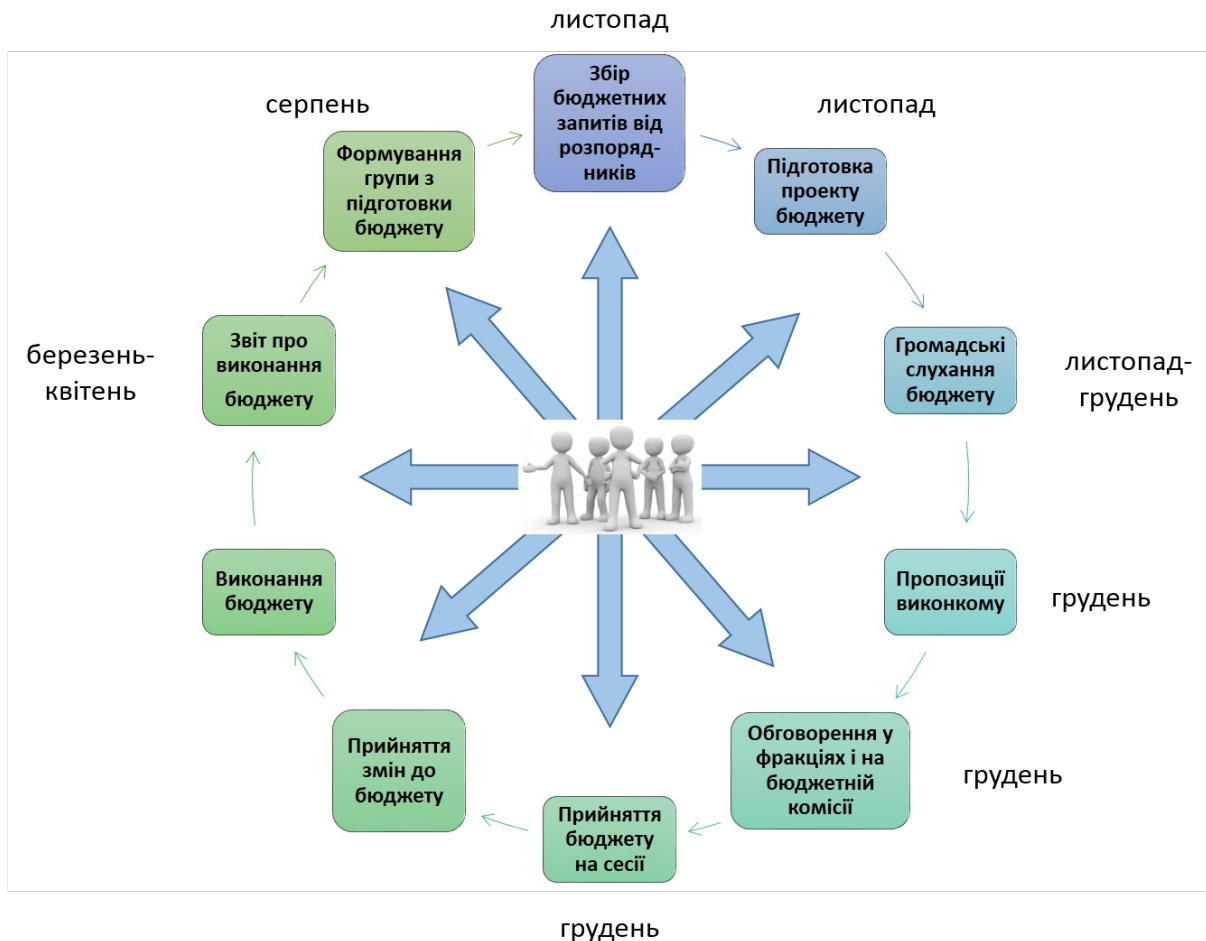 листопад
Збір
бюджетних
запитів від
розпоряд-
ників
листопад
Підготовка
проекту
бюджету
Громадські
слухання
бюджету
листопад-
грудень
Пропозиції
виконкому
грудень
Обговорення у
фракціях і на
бюджетній
комісії
грудень
Прийняття
бюджету
на сесії
грудень
Прийняття
змін до
бюджету
Виконання
бюджету
Звіт про
виконання
бюджету
березень-
квітень
Формування
групи з
підготовки
бюджету
серпень